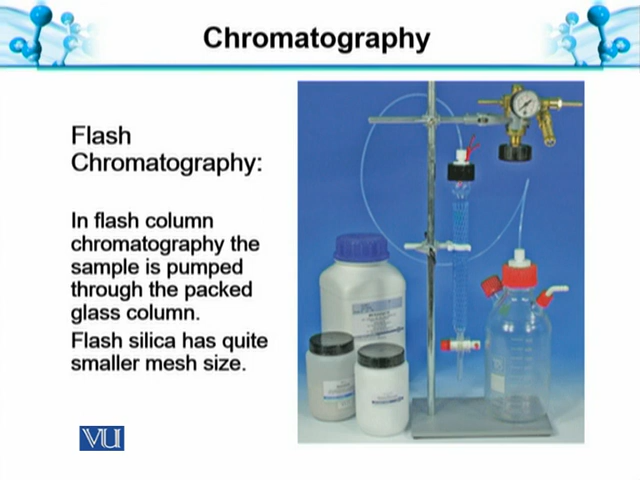 Chromatography
Flash
Chromatography:
In flash column
chromatography the
sample is pumped
through the packed
glass column.
Flash silica has quite
smaller mesh size.
VU